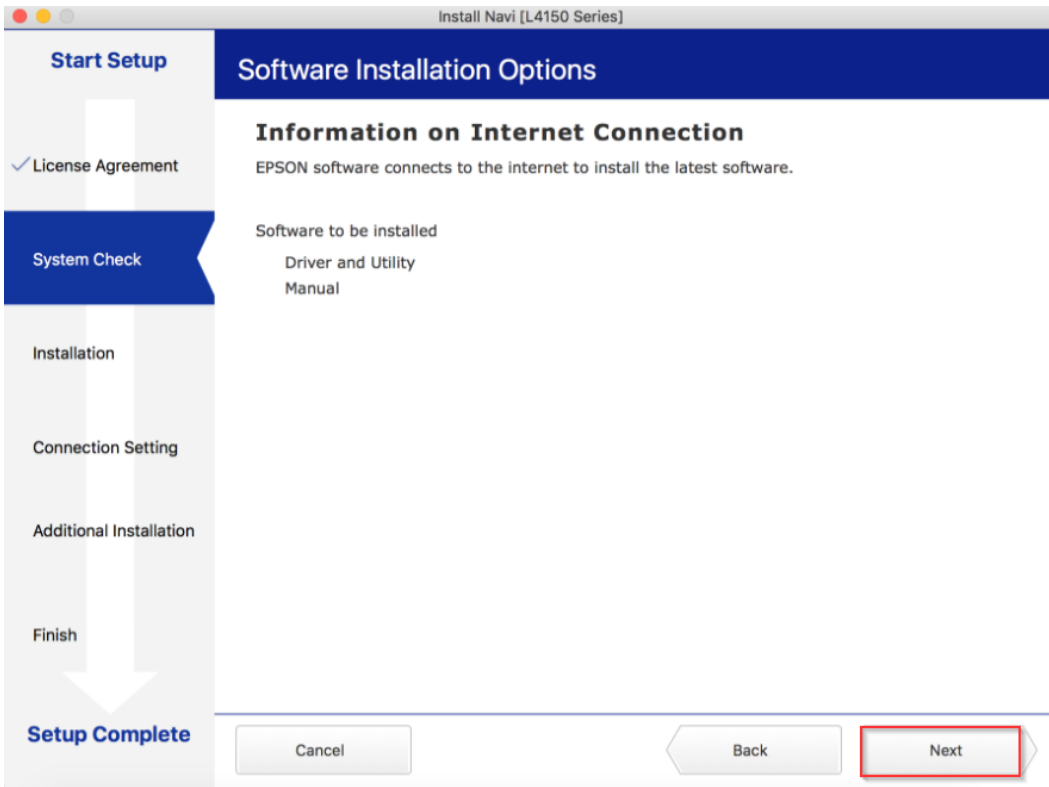 Install Navi [L4150 Series]
Start Setup
License Agreement
System Check
Installation
Connection Setting
Additional Installation
Finish
Setup Complete
Software Installation Options
Information on Internet Connection
EPSON software connects to the internet to install the latest software.
Software to be installed
Driver and Utility
Manual
Cancel
Back
Next